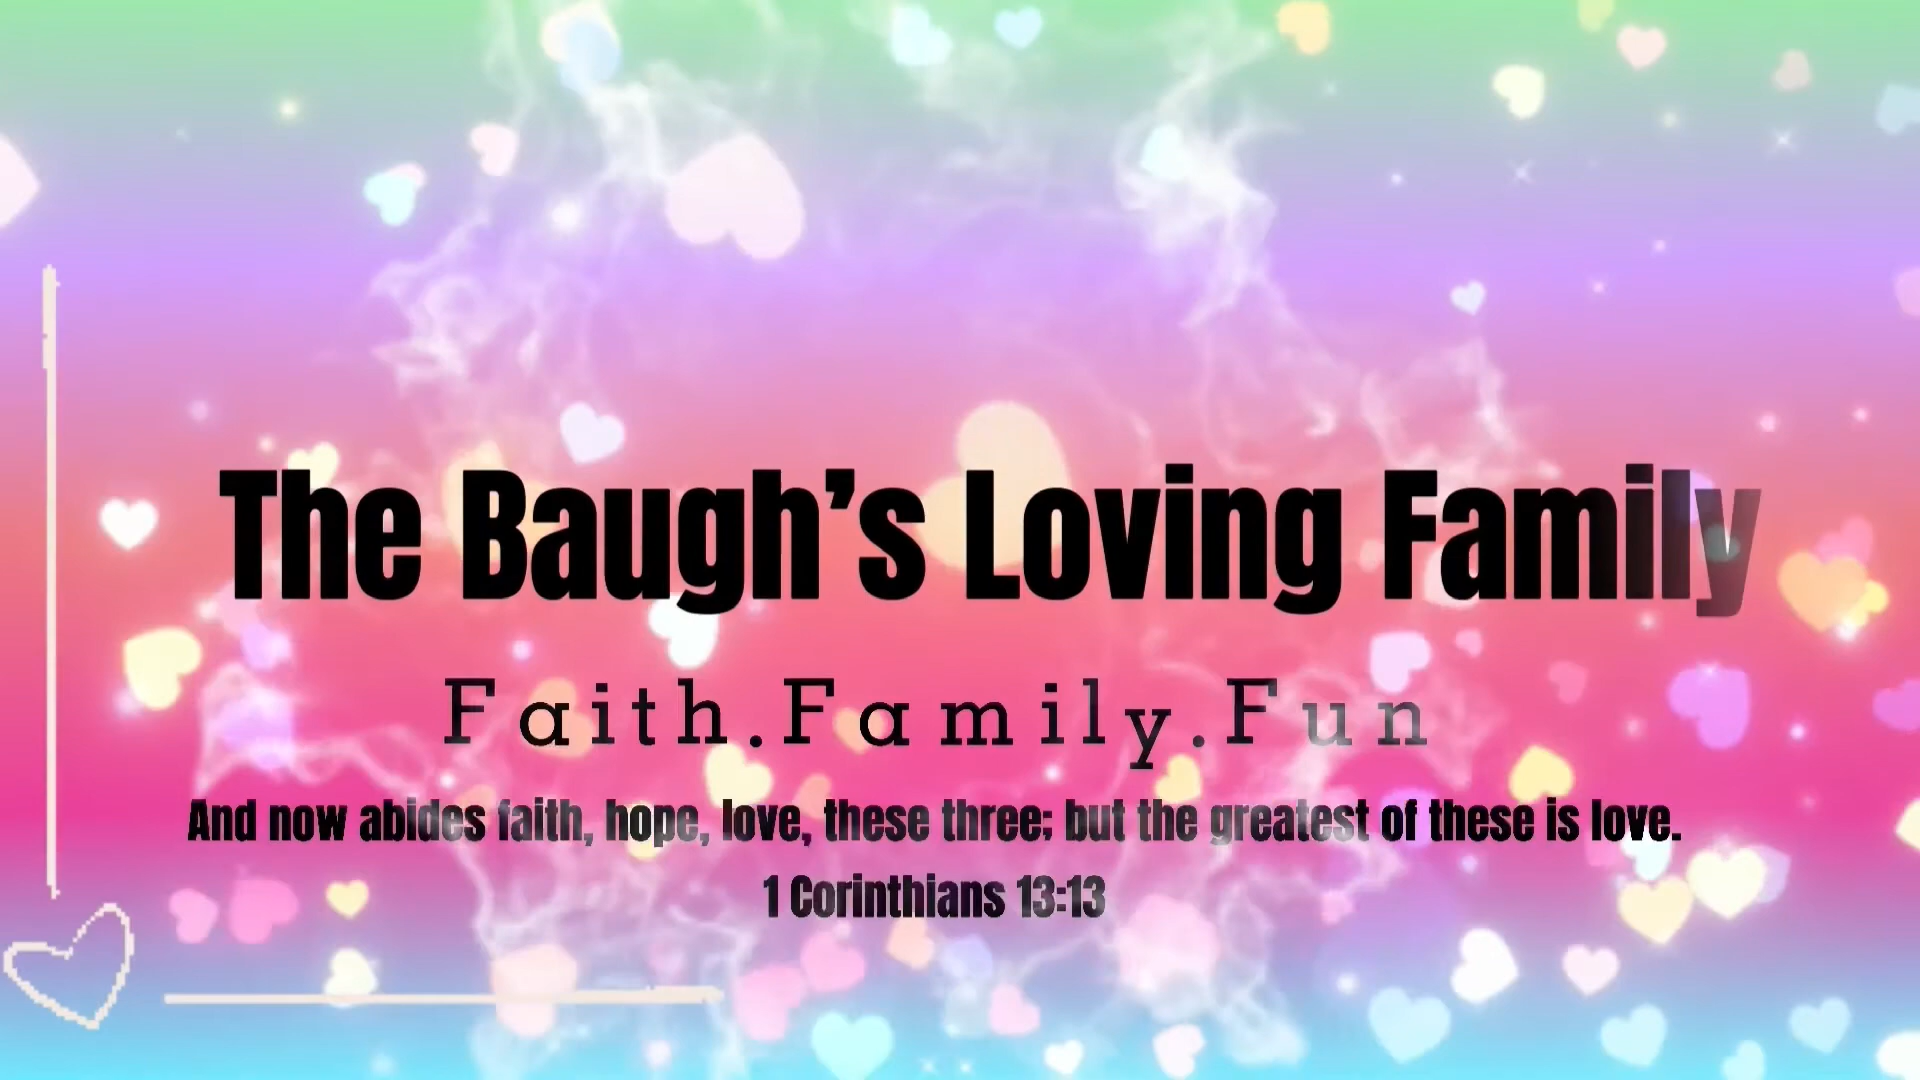 The Baugh’s Loving Family
Faith.Family.Fun
And now abides faith, hope, love, these three; but the greatest of these is love.
1 Corinthians 13:13